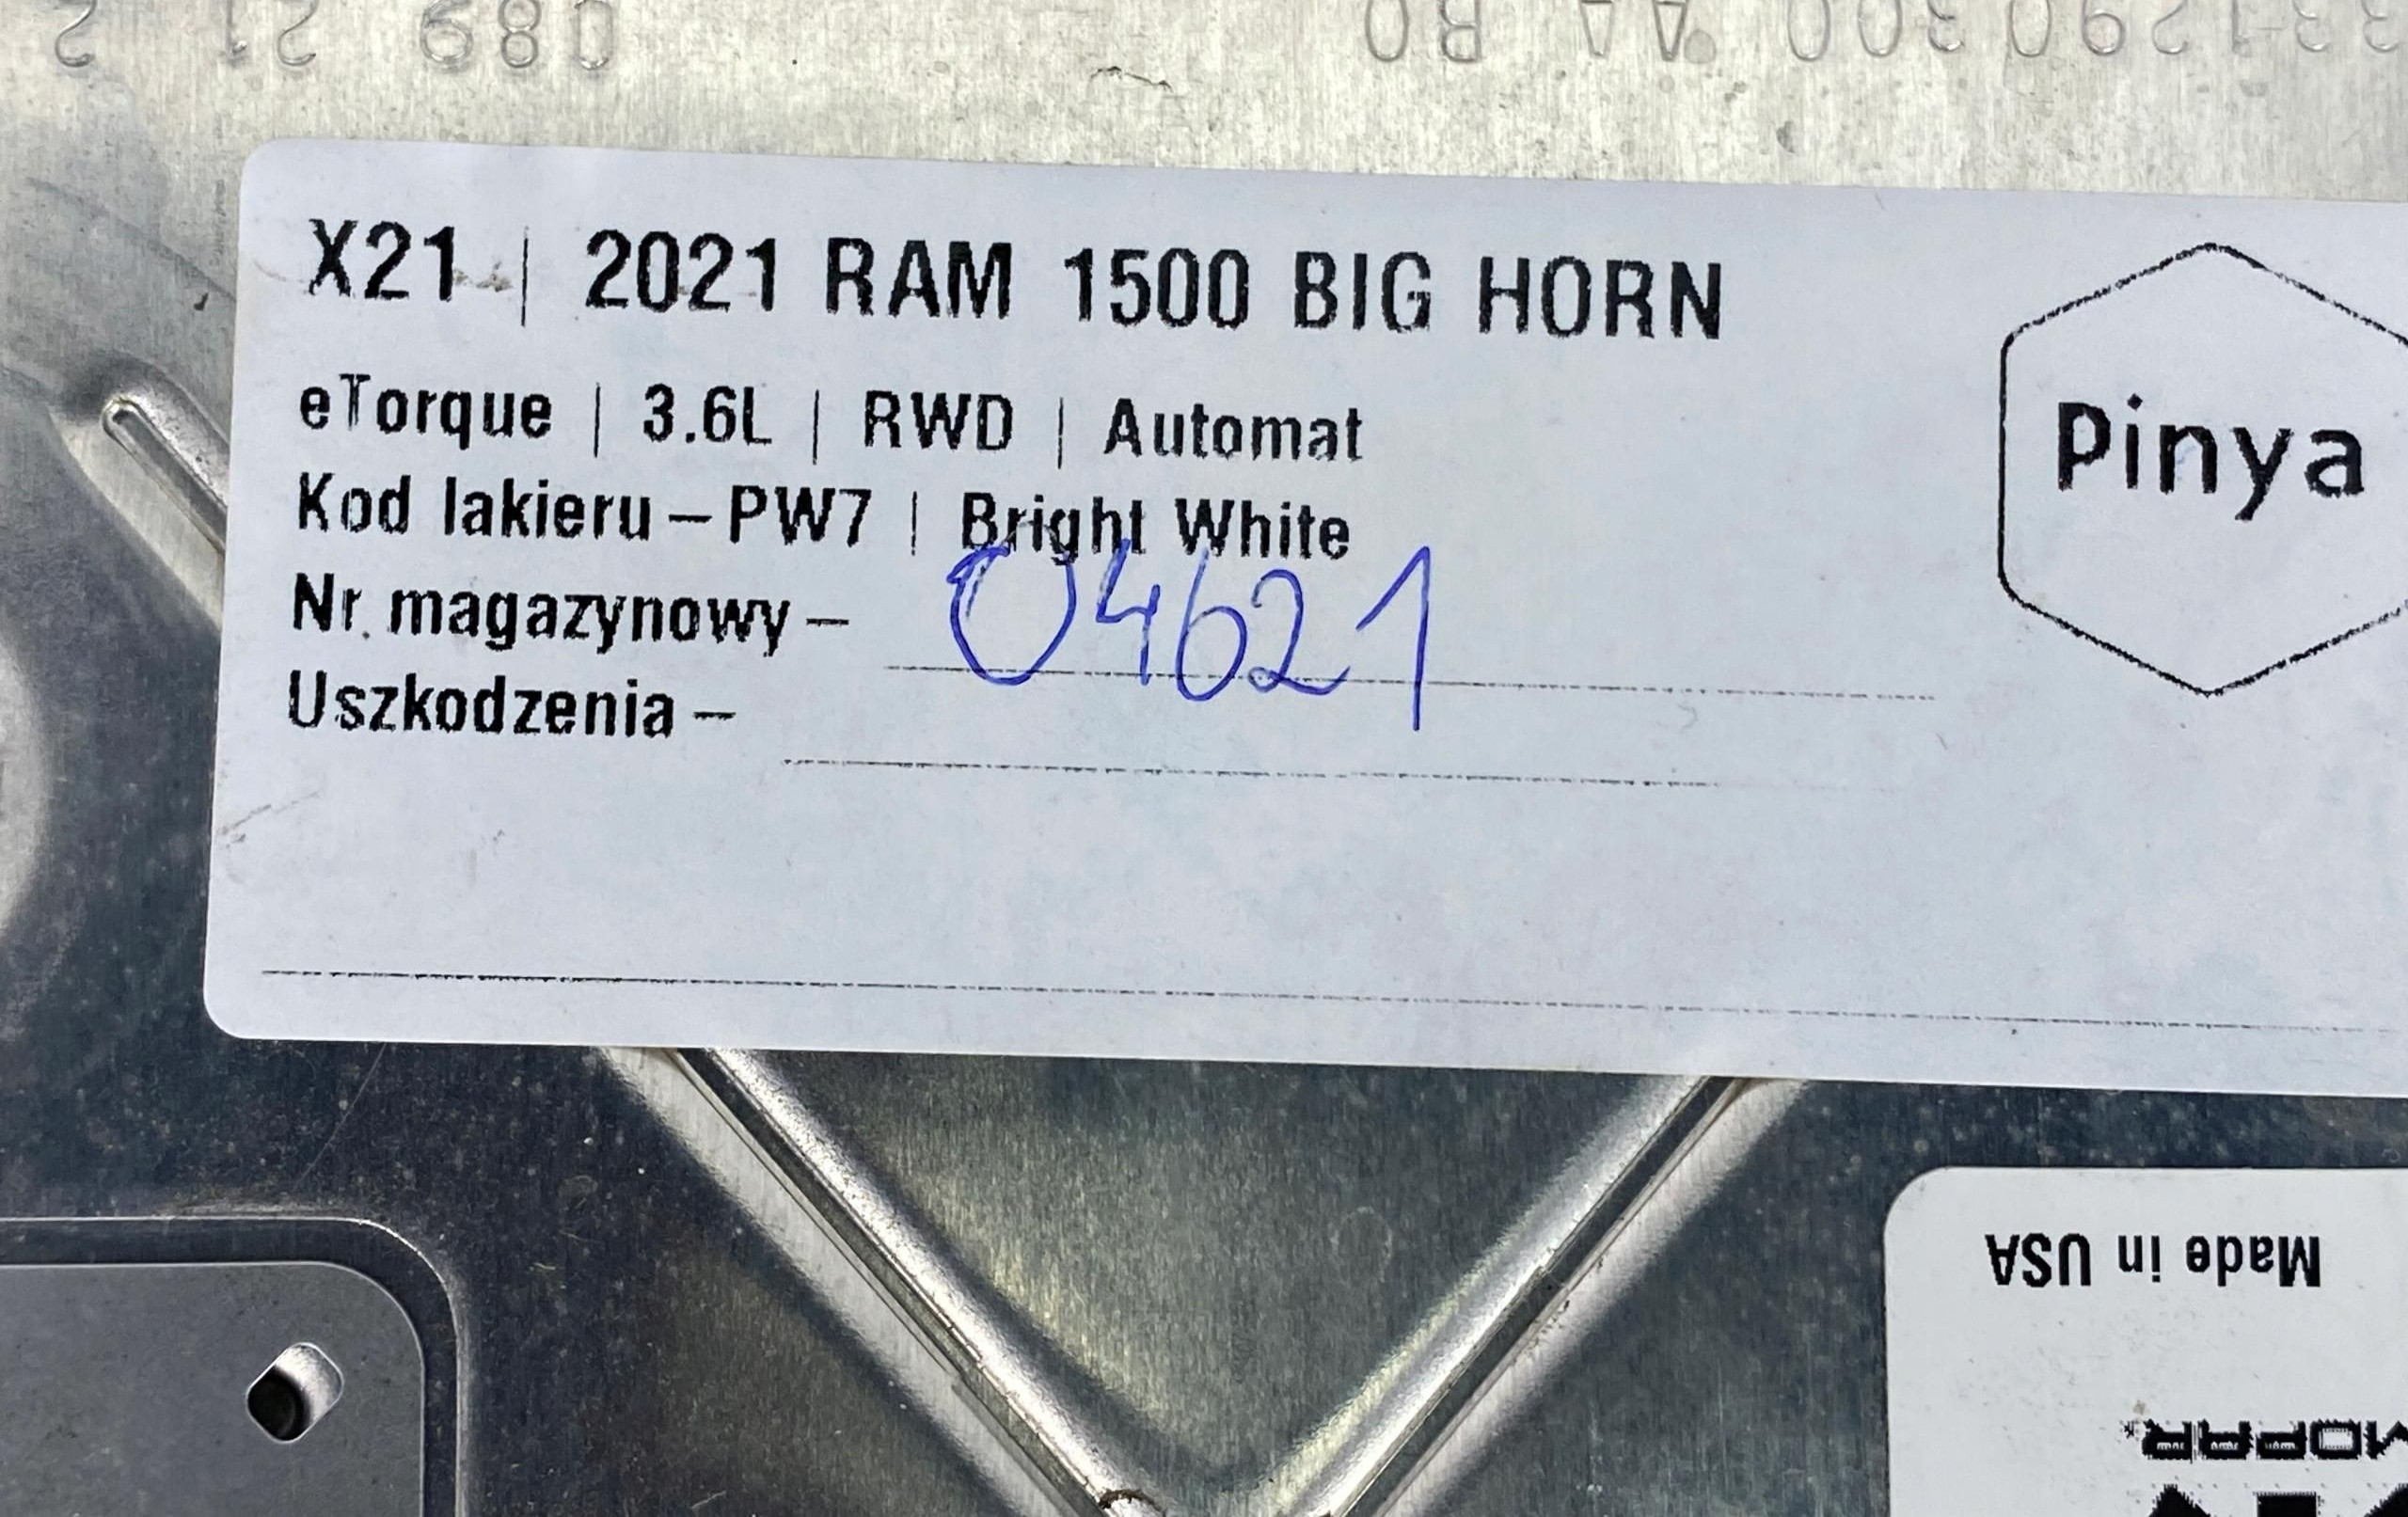 X21 | 2021 RAM 1500 BIG HORN
eTorque | 3.6L | RWD | Automat
Kod lakieru – PW7 | Bright White
Nr magazynowy – 04621
Uszkodzenia –
Pinya
Made in USA
MOPAR